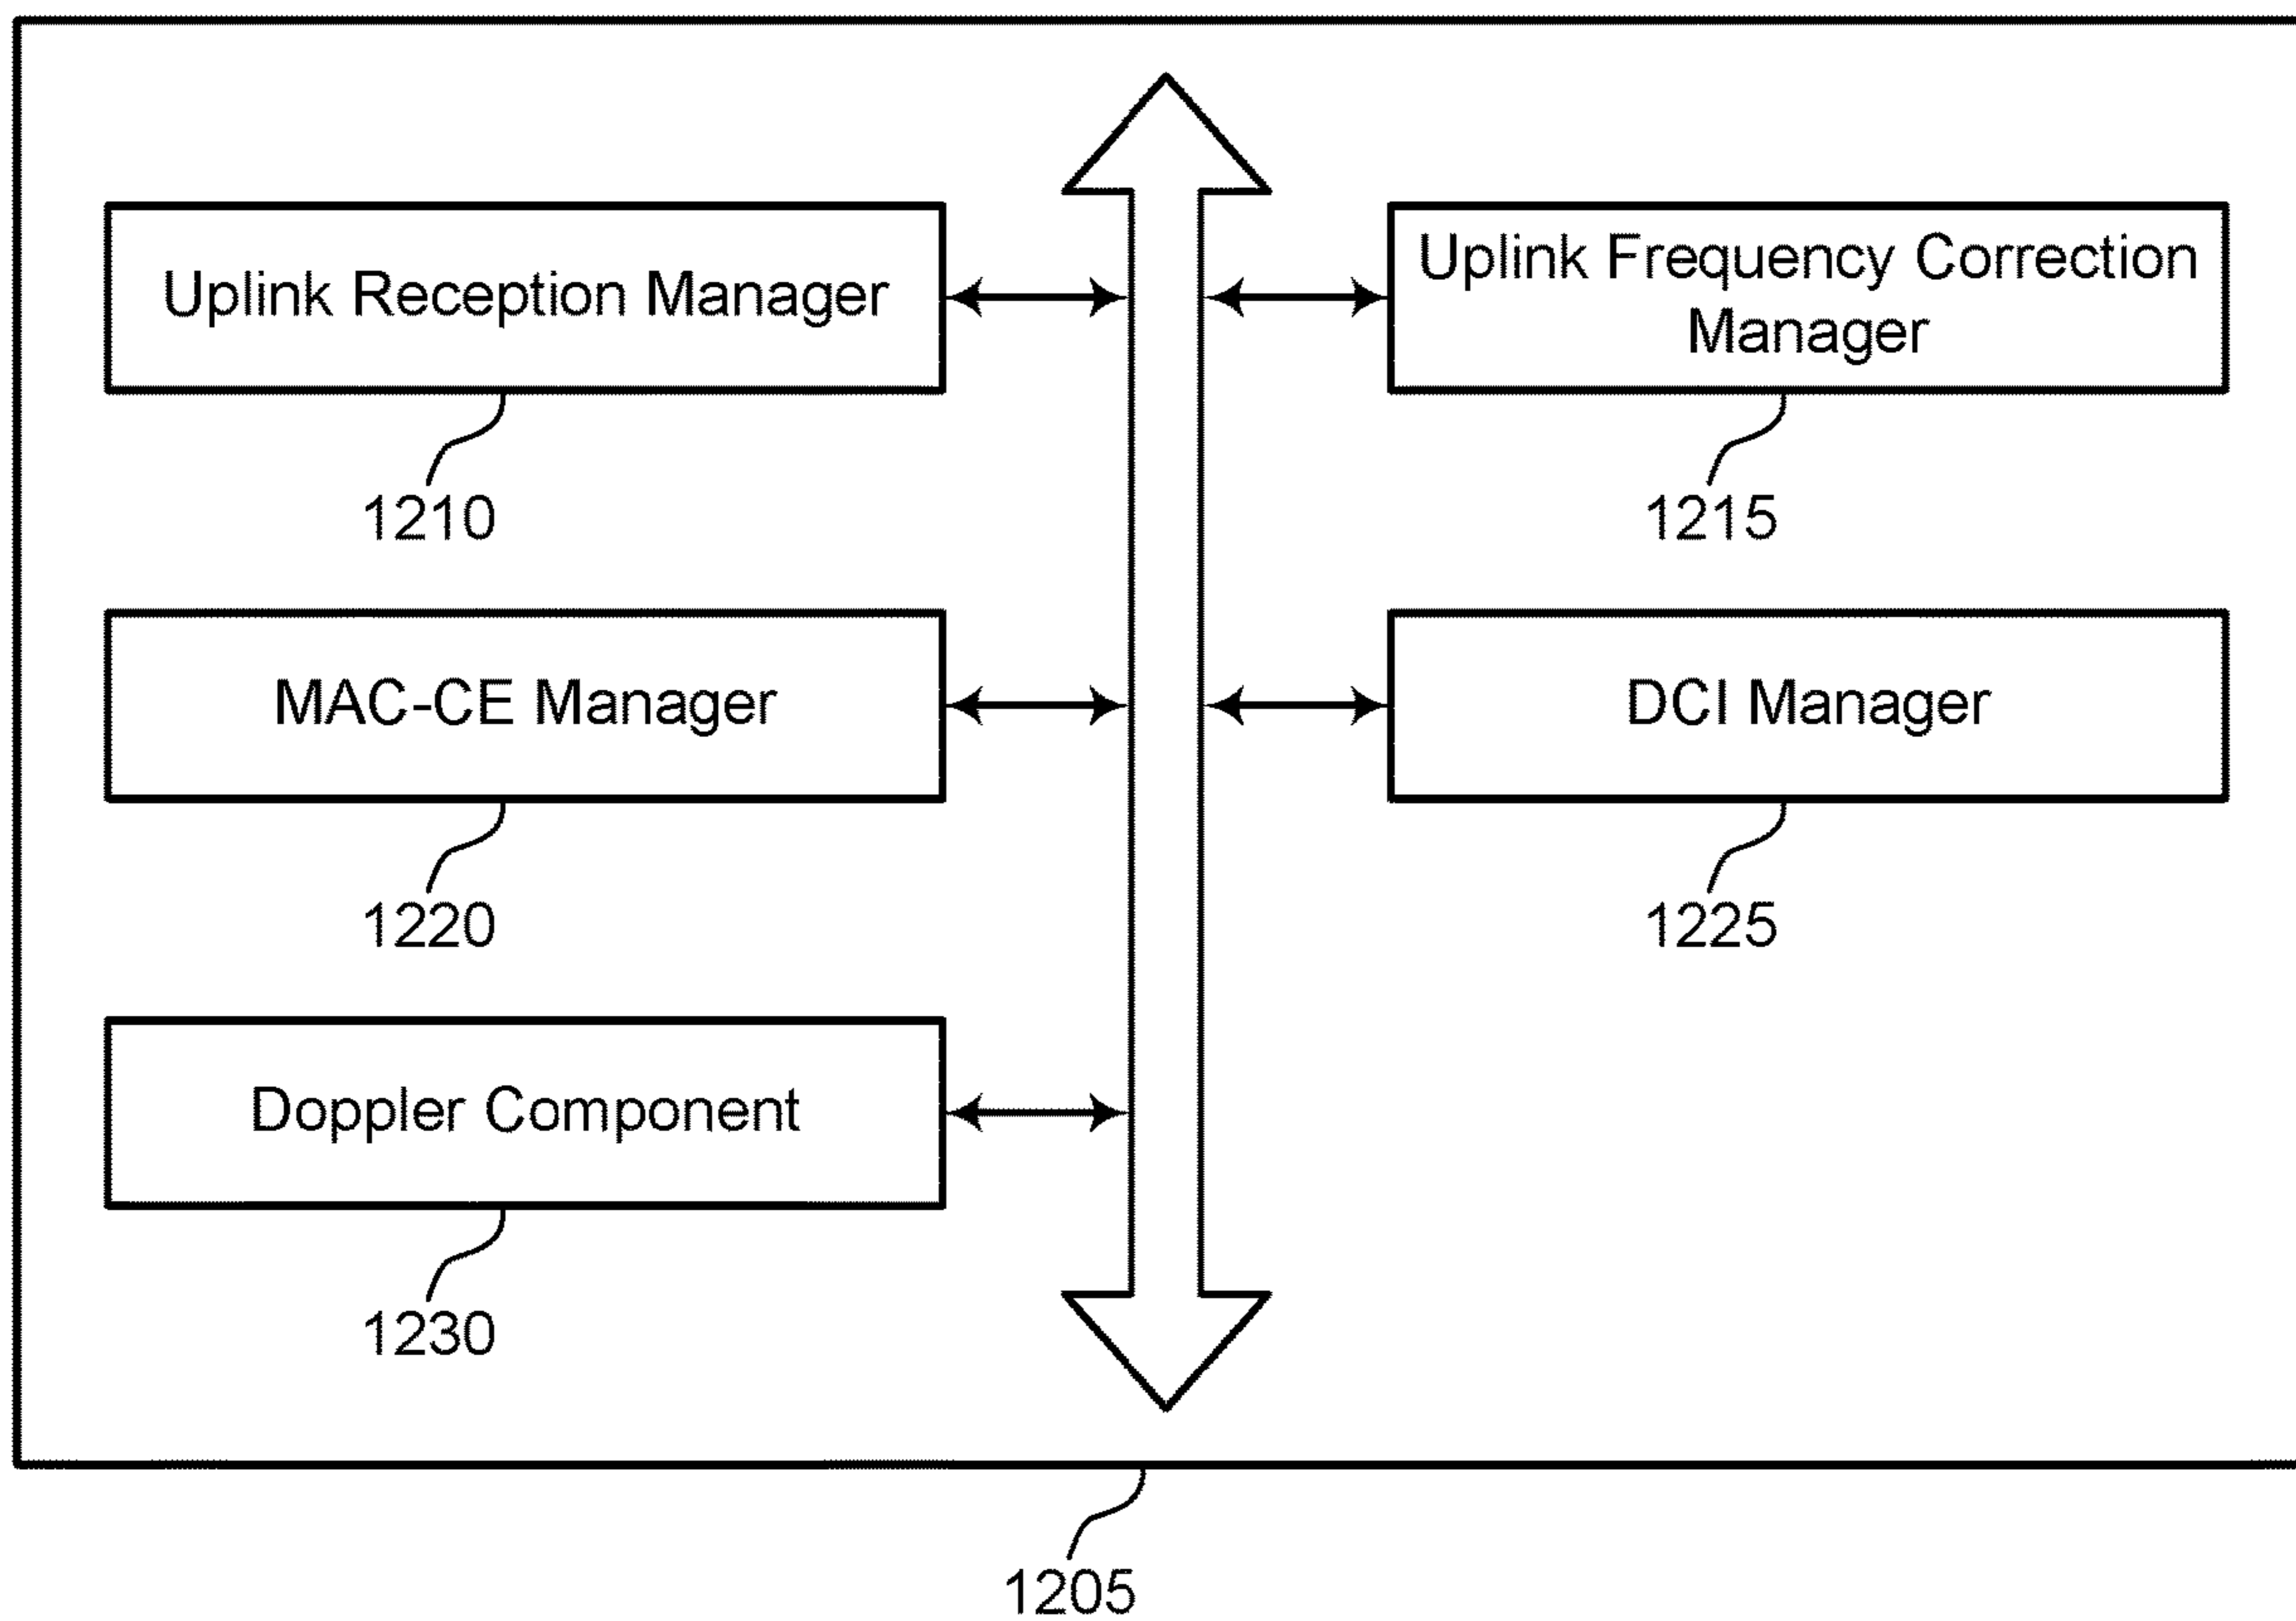 Uplink Reception Manager
1210
Uplink Frequency Correction
Manager
1215
MAC-CE Manager
1220
DCI Manager
1225
Doppler Component
1230
1205